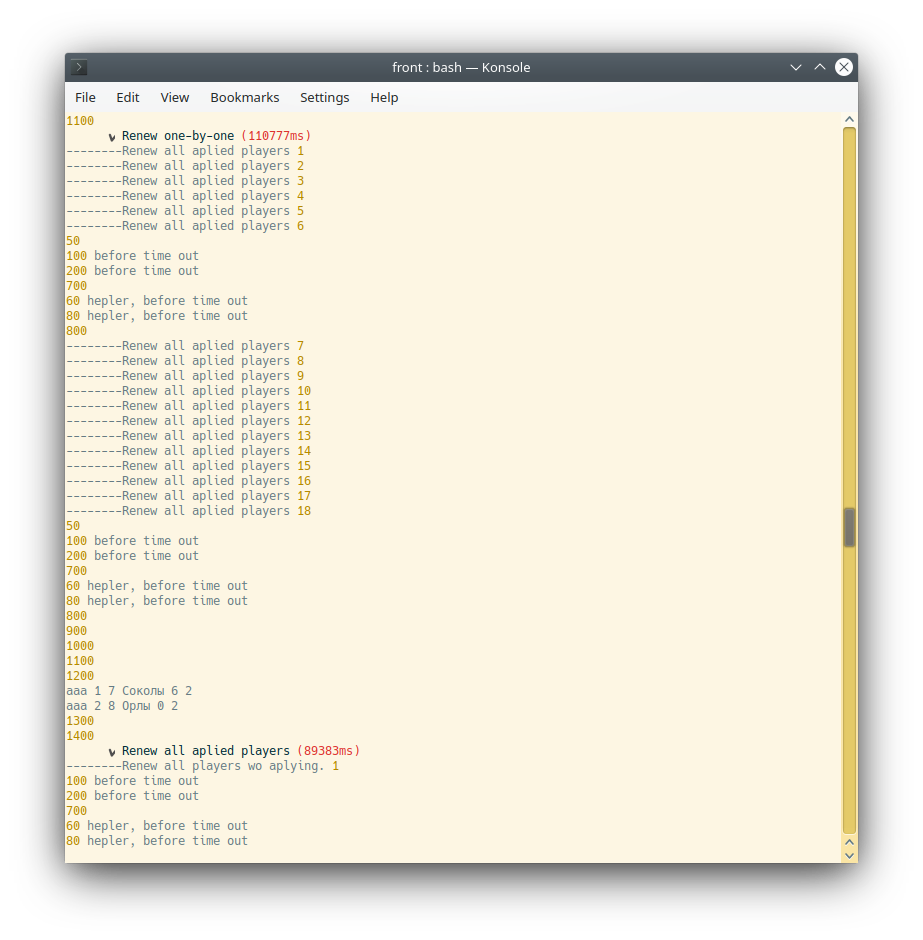 front : bash — Konsole
File Edit View Bookmarks Settings Help
1100
✔ Renew one-by-one (110777ms)
--------Renew all aplied players 1
--------Renew all aplied players 2
--------Renew all aplied players 3
--------Renew all aplied players 4
--------Renew all aplied players 5
--------Renew all aplied players 6
50
100 before time out
200 before time out
700
60 hepler, before time out
80 hepler, before time out
800
--------Renew all aplied players 7
--------Renew all aplied players 8
--------Renew all aplied players 9
--------Renew all aplied players 10
--------Renew all aplied players 11
--------Renew all aplied players 12
--------Renew all aplied players 13
--------Renew all aplied players 14
--------Renew all aplied players 15
--------Renew all aplied players 16
--------Renew all aplied players 17
--------Renew all aplied players 18
50
100 before time out
200 before time out
700
60 hepler, before time out
80 hepler, before time out
800
900
1000
1100
1200
aaa 1 7 Соколы 6 2
aaa 2 8 Орлы 0 2
1300
1400
✔ Renew all aplied players (89383ms)
--------Renew all players wo aplying. 1
100 before time out
200 before time out
700
60 hepler, before time out
80 hepler, before time out